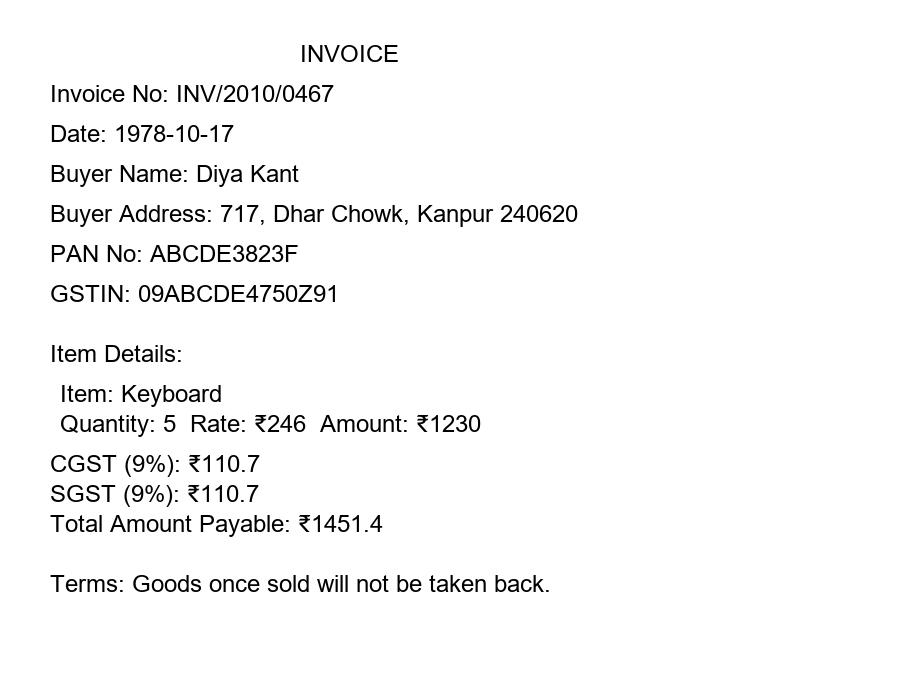 INVOICE
Invoice No: INV/2010/0467
Date: 1978-10-17
Buyer Name: Diya Kant
Buyer Address: 717, Dhar Chowk, Kanpur 240620
PAN No: ABCDE3823F
GSTIN: 09ABCDE4750Z91
Item Details:
Item: Keyboard
Quantity: 5  Rate: ₹246  Amount: ₹1230
CGST (9%): ₹110.7
SGST (9%): ₹110.7
Total Amount Payable: ₹1451.4
Terms: Goods once sold will not be taken back.